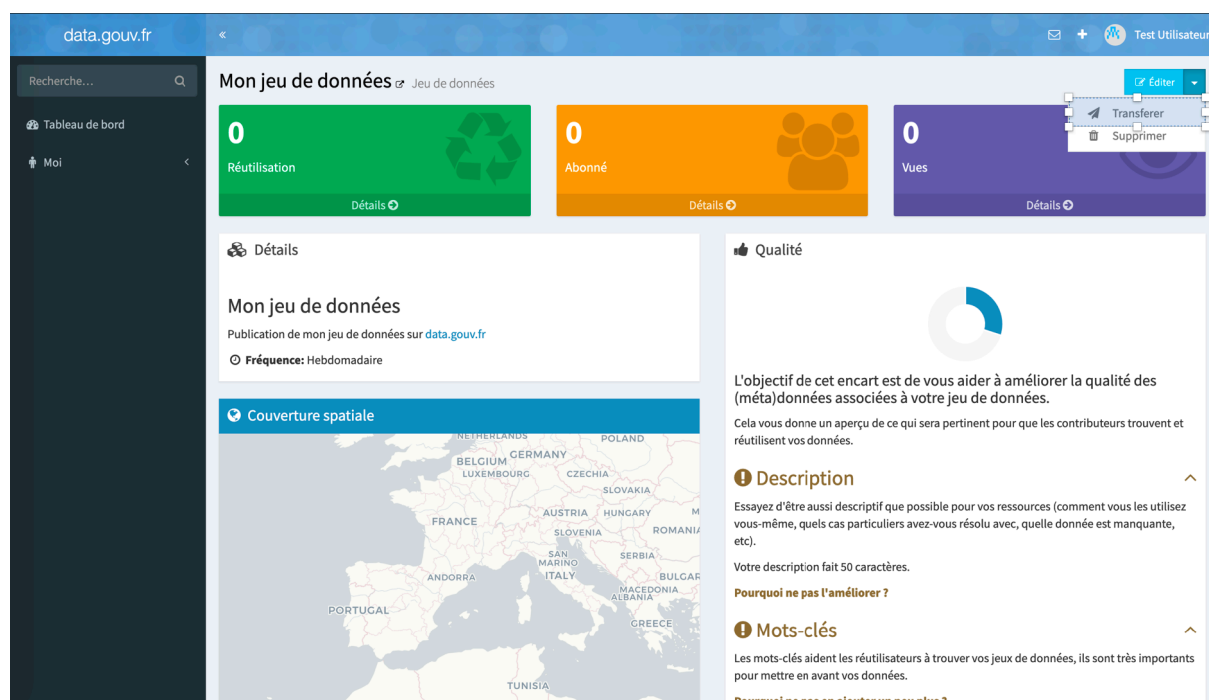 data.gouv.fr
«
Test Utilisateur
Recherche...
Tableau de bord
Moi
Mon jeu de données Jeu de données
Éditer
Transferer
Supprimer
0
Réutilisation
Détails
0
Abonné
Détails
0
Vues
Détails
Détails
Mon jeu de données
Publication de mon jeu de données sur data.gouv.fr
Fréquence: Hebdomadaire
Couverture spatiale
NETHERLANDS
POLAND
BELGIUM
GERMANY
LUXEMBOURG
CZECHIA
SLOVAKIA
AUSTRIA
HUNGARY
M
FRANCE
SLOVENIA
ROMANIA
SAN
MARINO
SERBIA
ITALY
ANDORRA
BULGAR
MACEDONIA
ALBANIA
PORTUGAL
GREECE
TUNISIA
Qualité
L'objectif de cet encart est de vous aider à améliorer la qualité des
(méta)données associées à votre jeu de données.
Cela vous donne un aperçu de ce qui sera pertinent pour que les contributeurs trouvent et
réutilisent vos données.
Description
Essayez d'être aussi descriptif que possible pour vos ressources (comment vous les utilisez
vous-même, quels cas particuliers avez-vous résolu avec, quelle donnée est manquante,
etc).
Votre description fait 50 caractères.
Pourquoi ne pas l'améliorer ?
Mots-clés
Les mots-clés aident les réutilisateurs à trouver vos jeux de données, ils sont très importants
pour mettre en avant vos données.
Pourquoi ne pas en ajouter un peu plus ?